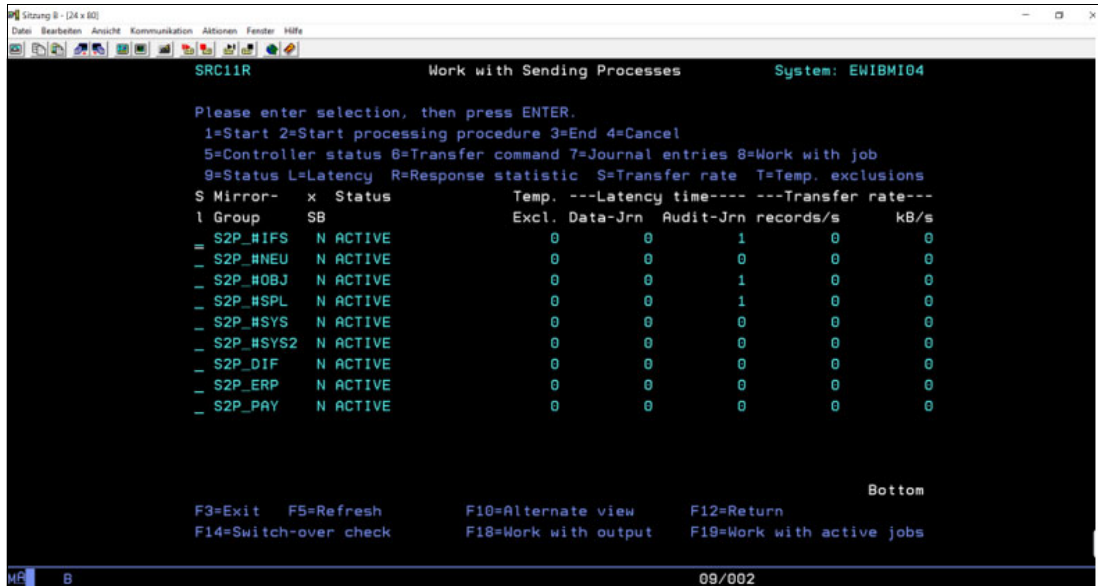 Sitzung B - [24 x 80]
Datei Bearbeiten Ansicht Kommunikation Aktionen Fenster Hilfe
SRC11R Work with Sending Processes System: EWIBMI04
Please enter selection, then press ENTER.
1=Start 2=Start processing procedure 3=End 4=Cancel
5=Controller status 6=Transfer command 7=Journal entries 8=Work with job
9=Status L=Latency R=Response statistic S=Transfer rate T=Temp. exclusions
S Mirror- x Status Temp. ---Latency time---- ---Transfer rate---
l Group SB Excl. Data-Jrn Audit-Jrn records/s kB/s
_ S2P_#IFS N ACTIVE 0 0 1 0 0
_ S2P_#NEU N ACTIVE 0 0 0 0 0
_ S2P_#OBJ N ACTIVE 0 0 1 0 0
_ S2P_#SPL N ACTIVE 0 0 1 0 0
_ S2P_#SYS N ACTIVE 0 0 0 0 0
_ S2P_#SYS2 N ACTIVE 0 0 0 0 0
_ S2P_DIF N ACTIVE 0 0 0 0 0
_ S2P_ERP N ACTIVE 0 0 0 0 0
_ S2P_PAY N ACTIVE 0 0 0 0 0
Bottom
F3=Exit F5=Refresh F10=Alternate view F12=Return
F14=Switch-over check F18=Work with output F19=Work with active jobs
MA B 09/002